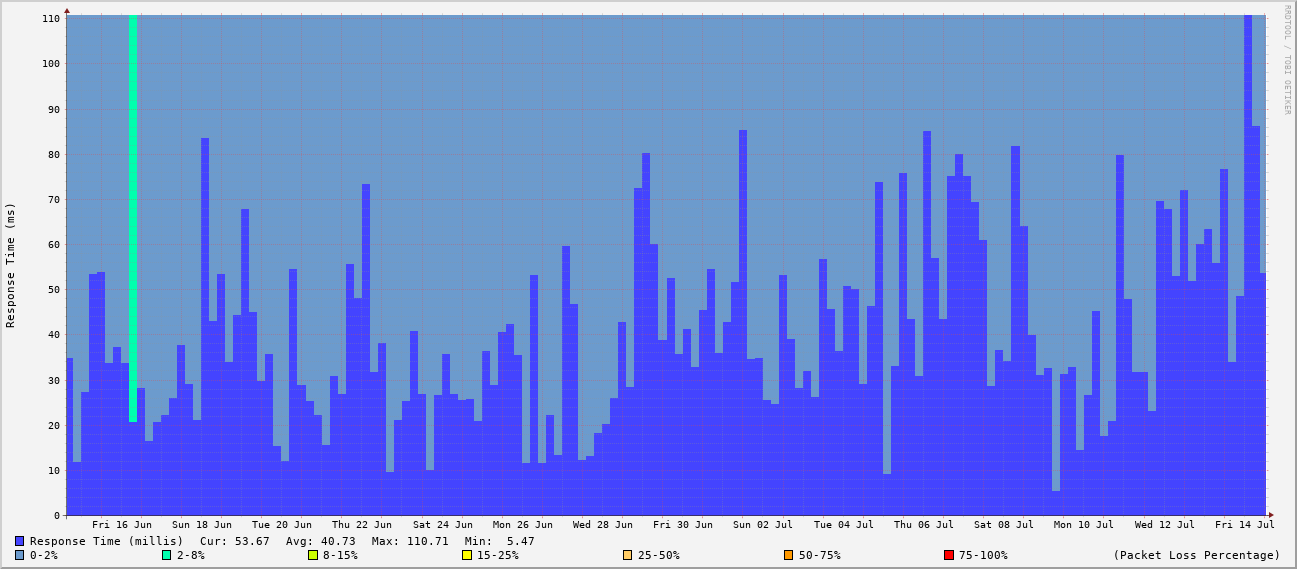 RRDTOOL / TOBI OETIKER
Response Time (ms)
110
100
90
80
70
60
50
40
30
20
10
0
Fri 16 Jun Sun 18 Jun Tue 20 Jun Thu 22 Jun Sat 24 Jun Mon 26 Jun Wed 28 Jun Fri 30 Jun Sun 02 Jul Tue 04 Jul Thu 06 Jul Sat 08 Jul Mon 10 Jul Wed 12 Jul Fri 14 Jul
Response Time (millis) Cur: 53.67 Avg: 40.73 Max: 110.71 Min: 5.47
0-2% 2-8% 8-15% 15-25% 25-50% 50-75% 75-100% (Packet Loss Percentage)